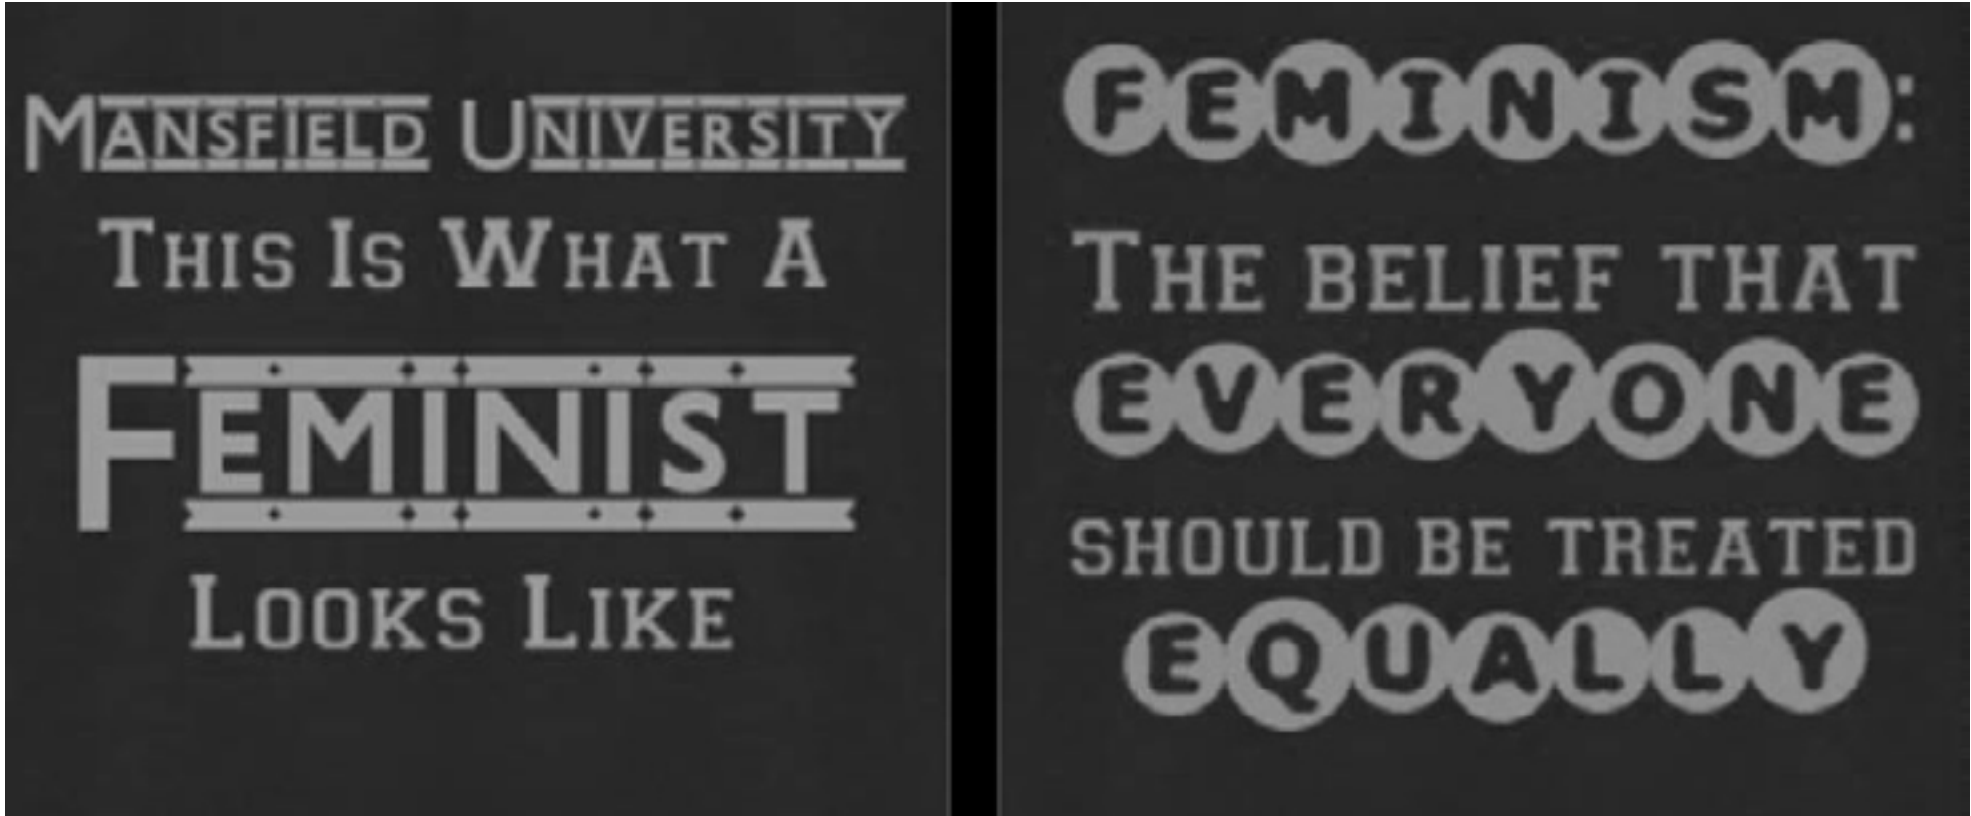 Mansfield University
This Is What A
Feminist
Looks Like
FEMINISM:
The belief that
EVERYONE
should be treated
EQUALLY